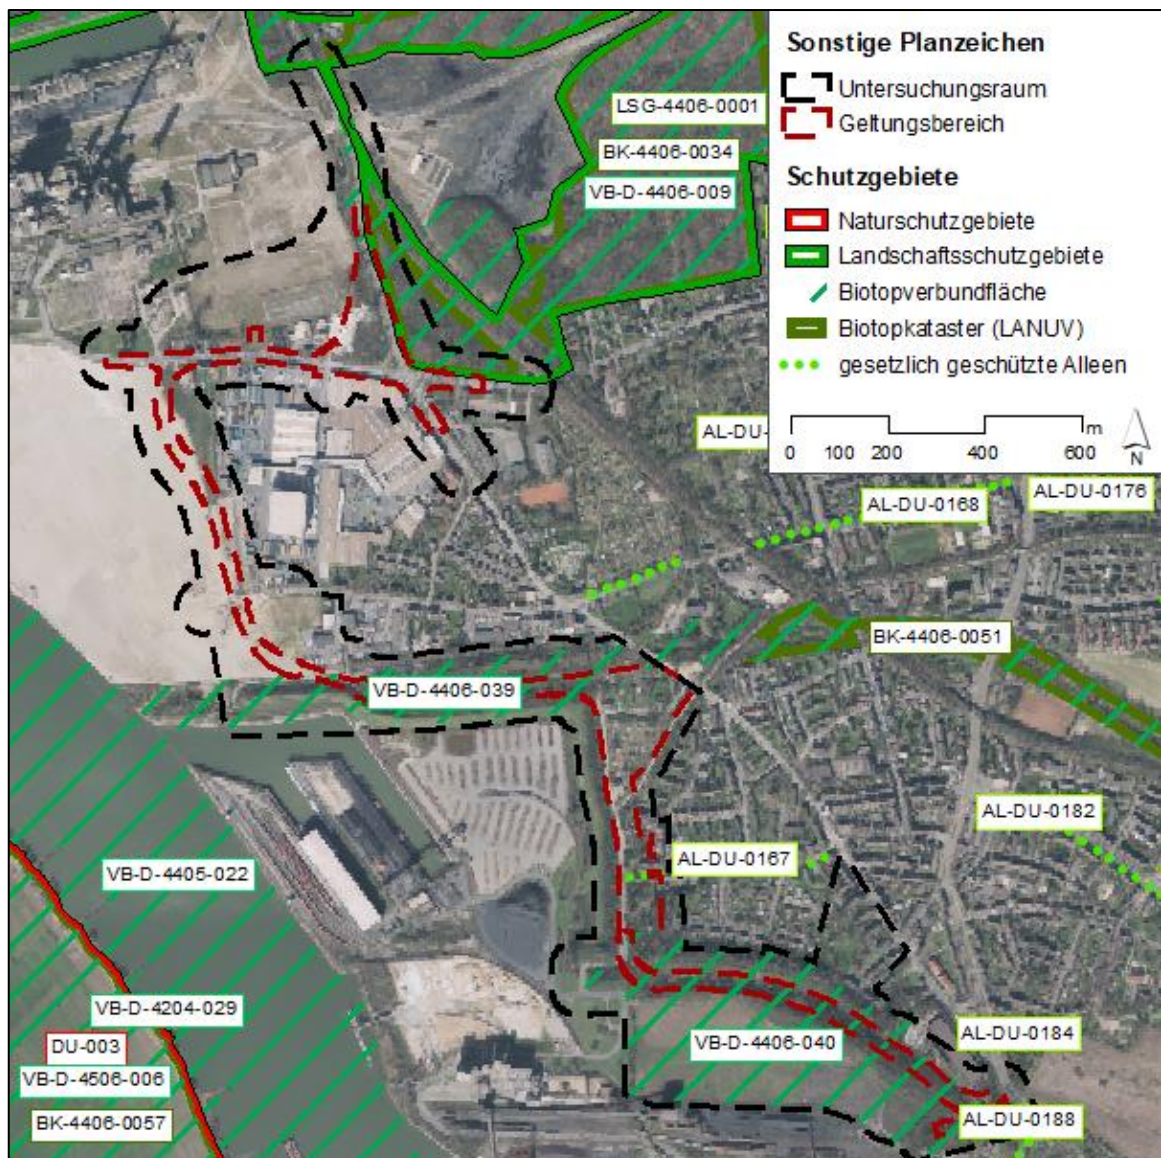 Sonstige Planzeichen
Untersuchungsraum
Geltungsbereich
Schutzgebiete
Naturschutzgebiete
Landschaftsschutzgebiete
Biotopverbundfläche
Biotopkataster (LANUV)
gesetzlich geschützte Alleen
m
0 100 200 400 600
N
LSG-4406-0001
BK-4406-0034
VB-D-4406-009
AL-DU-
AL-DU-0168
AL-DU-0176
BK-4406-0051
VB-D-4406-039
AL-DU-0182
AL-DU-0167
VB-D-4405-022
VB-D-4204-029
DU-003
VB-D-4506-006
BK-4406-0057
VB-D-4406-040
AL-DU-0184
AL-DU-0188